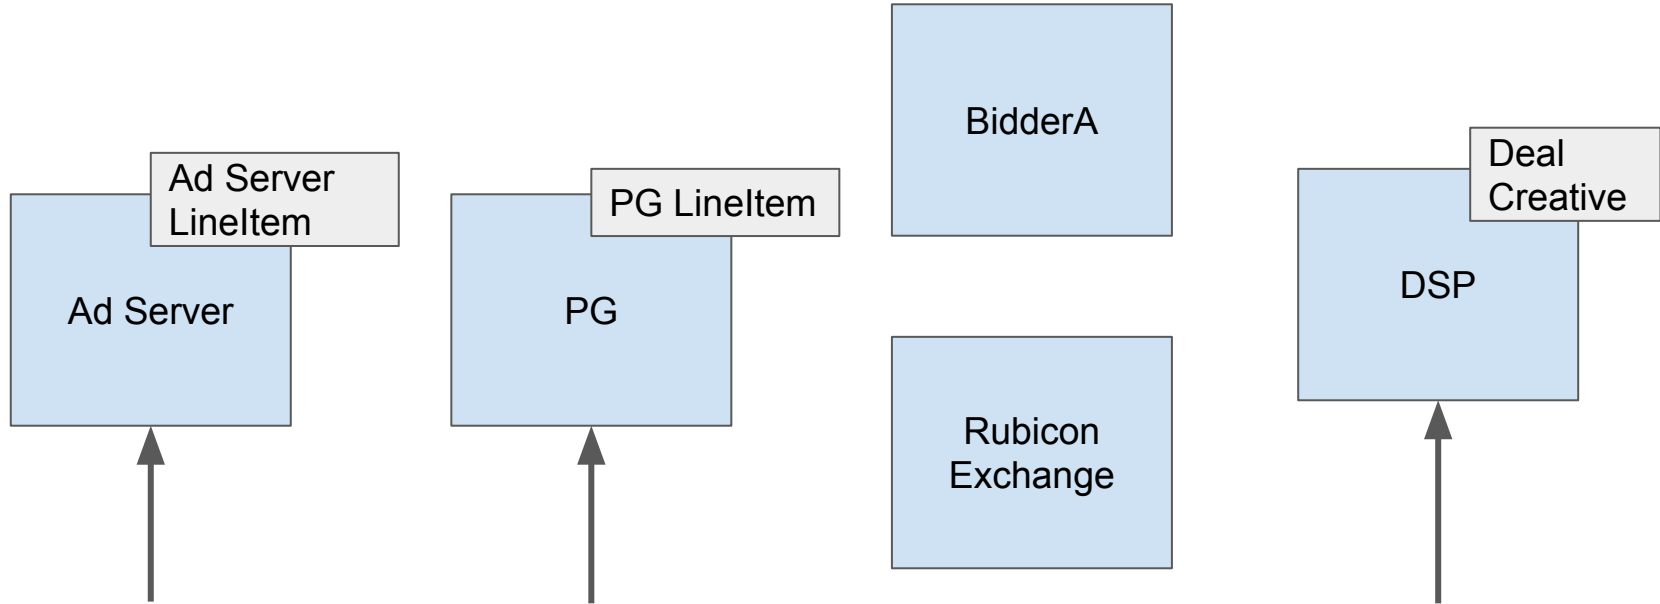 Ad Server
LineItem
Ad Server
PG LineItem
PG
BidderA
Rubicon
Exchange
Deal
Creative
DSP